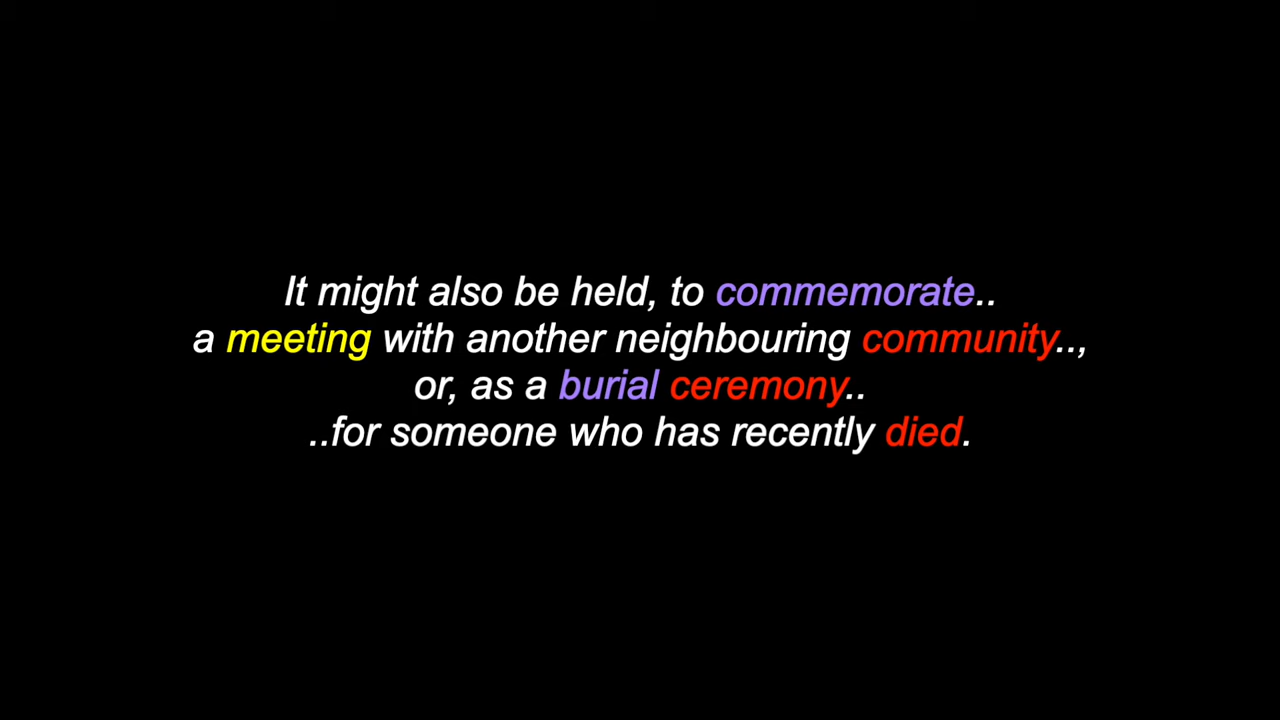 It might also be held, to commemorate..
a meeting with another neighbouring community..,
or, as a burial ceremony..
..for someone who has recently died.